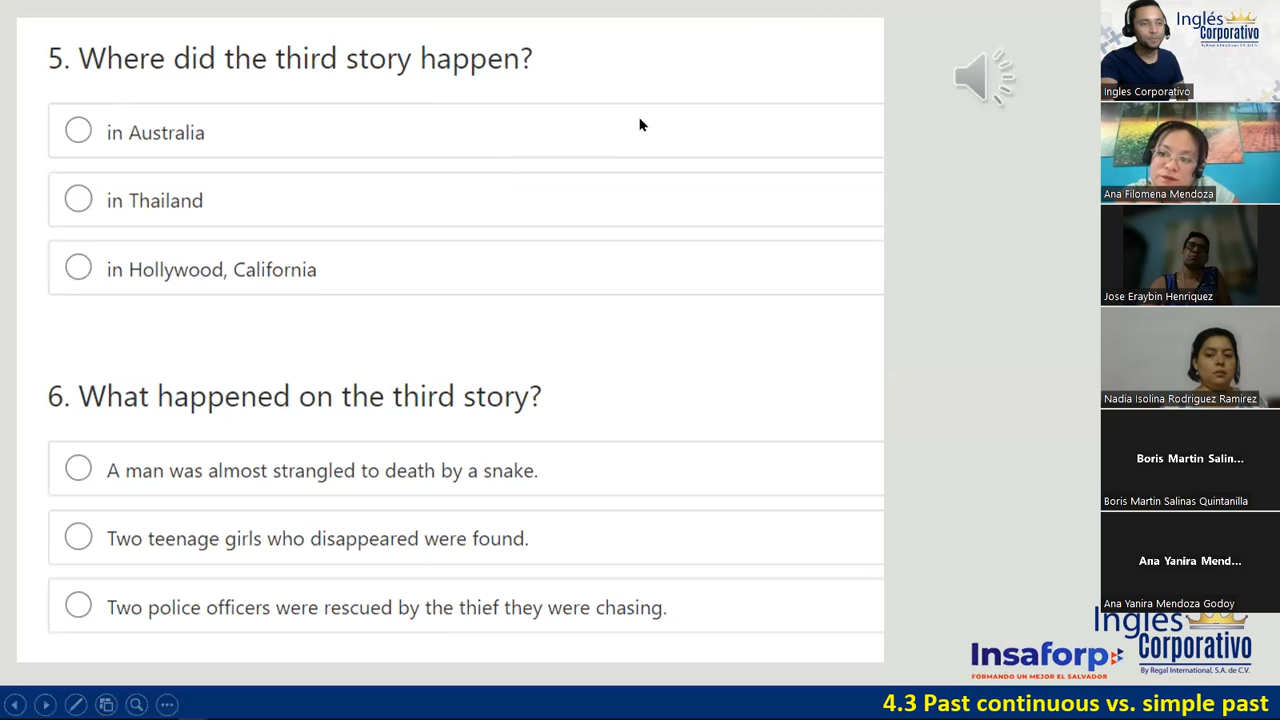 5. Where did the third story happen?
in Australia
in Thailand
in Hollywood, California
6. What happened on the third story?
A man was almost strangled to death by a snake.
Two teenage girls who disappeared were found.
Two police officers were rescued by the thief they were chasing.
Inglés
Corporativo
By Regal International, S.A. de C.V.
Ingles Corporativo
Ana Filomena Mendoza
Jose Eraybin Henriquez
Nadia Isolina Rodriguez Ramirez
Boris Martin Salin...
Boris Martin Salinas Quintanilla
Ana Yanira Mend...
Ana Yanira Mendoza Godoy
Inglés
Corporativo
By Regal International, S.A. de C.V.
Insaforp
FORMANDO UN MEJOR EL SALVADOR
4.3 Past continuous vs. simple past